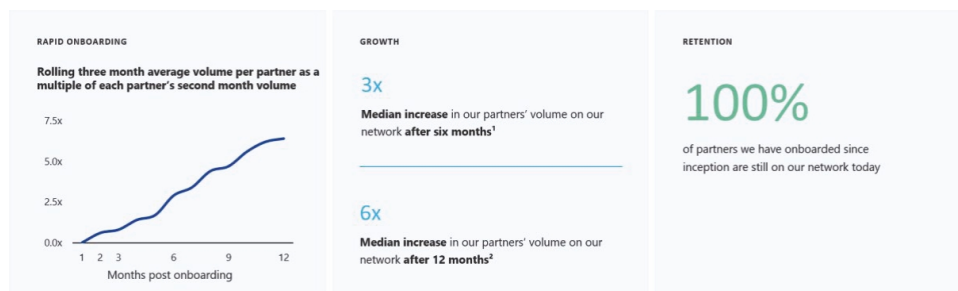 RAPID ONBOARDING
Rolling three month average volume per partner as a
multiple of each partner's second month volume
7.5x
5.0x
2.5x
0.0x
1 2 3 6 9 12
Months post onboarding
GROWTH
3x
Median increase in our partners' volume on our
network after six months¹
6x
Median increase in our partners' volume on our
network after 12 months²
RETENTION
100%
of partners we have onboarded since
inception are still on our network today